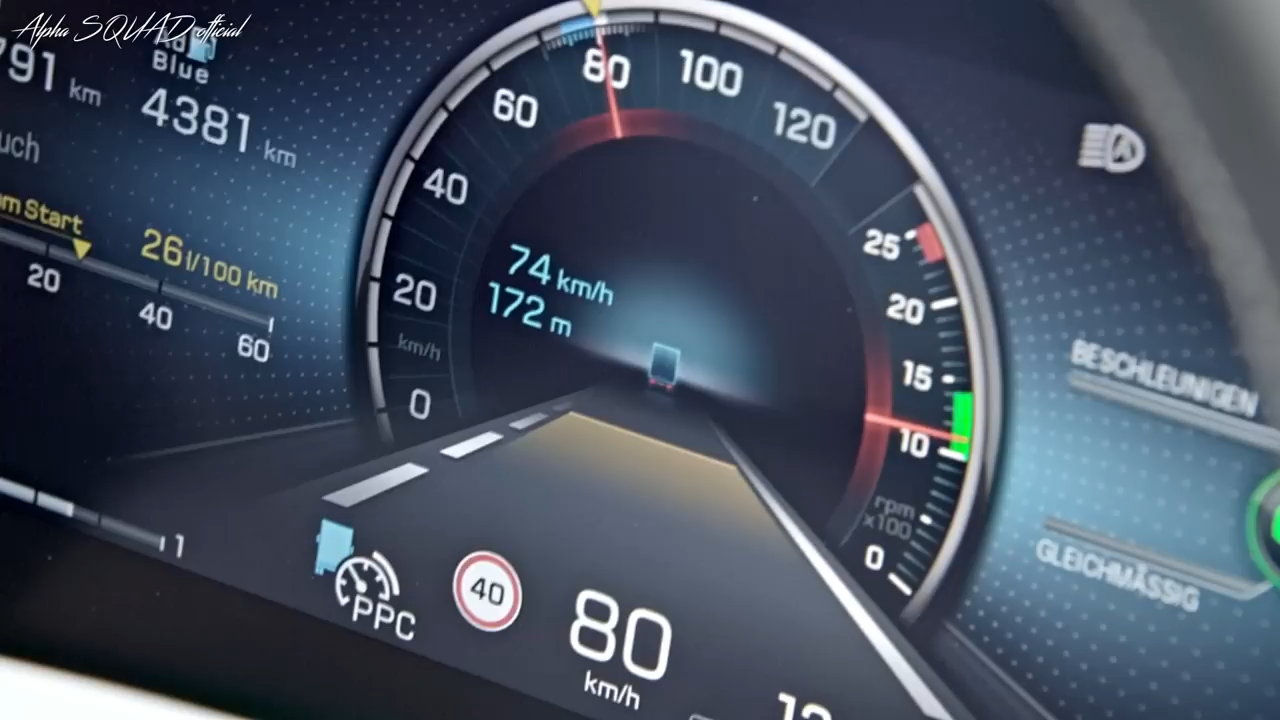 Alpha SQUAD official
Ad
Blue
791 km
4381 km
uch
m Start
26 l/100 km
20
40
60
1
0
20
40
60
80
100
120
km/h
74 km/h
172 m
25
20
15
10
0
rpm
x100
BESCHLEUNIGEN
GLEICHMÄSSIG
PPC
40
80
km/h